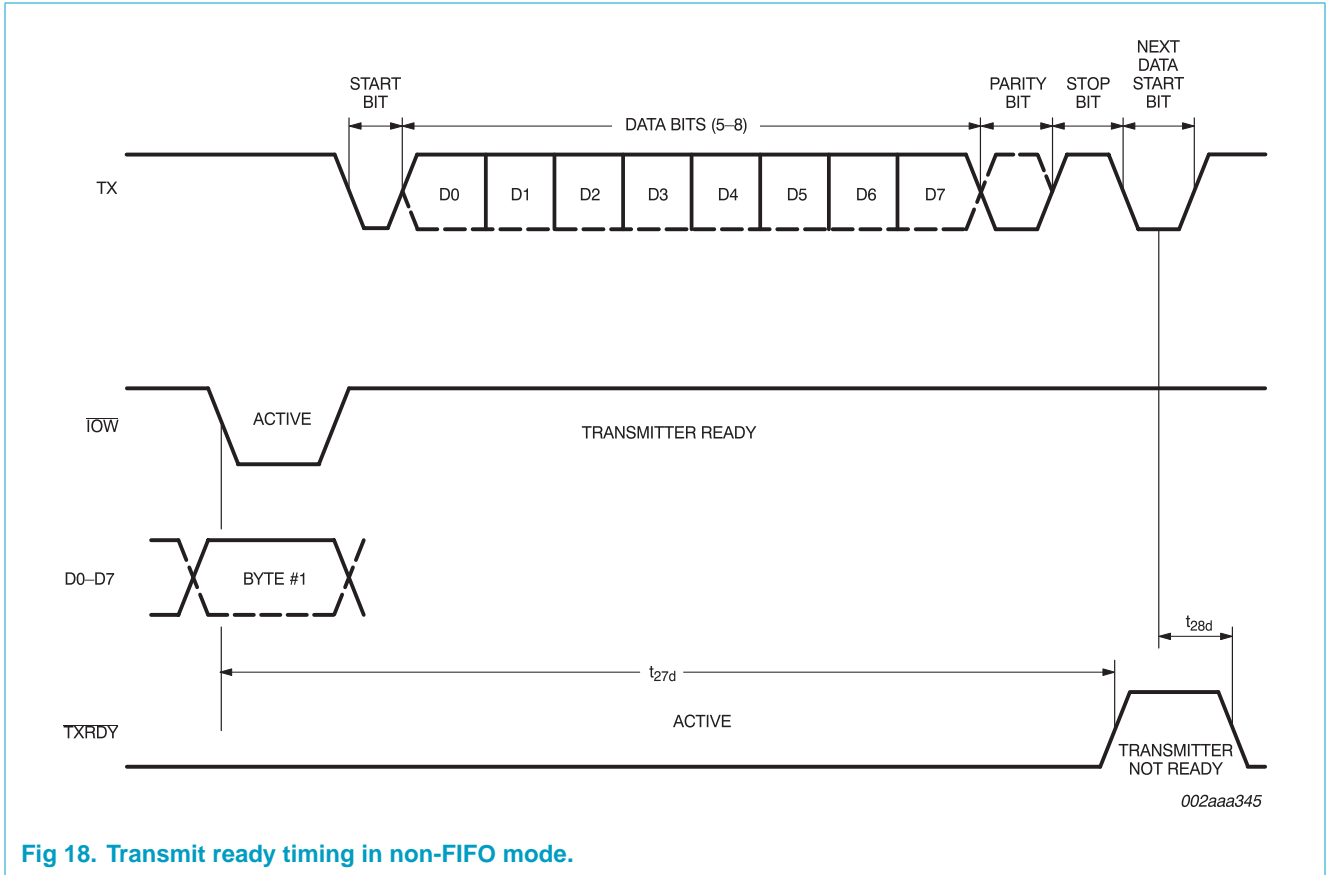 NEXT
DATA
START
BIT
START
BIT
PARITY
BIT
STOP
BIT
DATA BITS (5–8)
TX
D0
D1
D2
D3
D4
D5
D6
D7
IOW
ACTIVE
TRANSMITTER READY
D0–D7
BYTE #1
t28d
t27d
TXRDY
ACTIVE
TRANSMITTER
NOT READY
002aaa345
Fig 18. Transmit ready timing in non-FIFO mode.